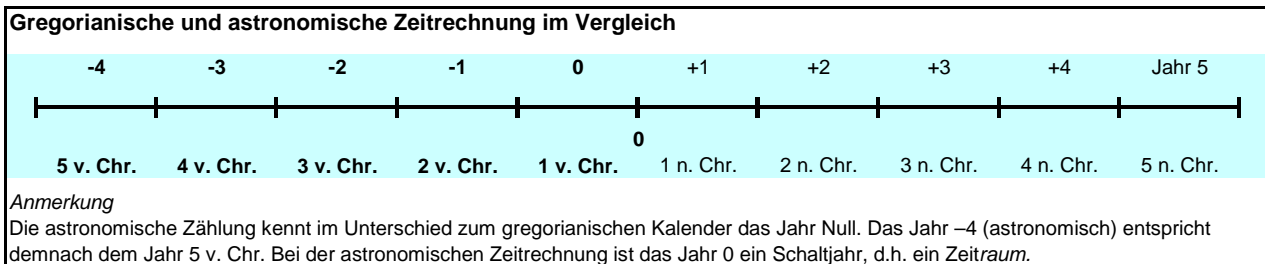 Gregorianische und astronomische Zeitrechnung im Vergleich
-4 -3 -2 -1 0 +1 +2 +3 +4 Jahr 5
0
5 v. Chr. 4 v. Chr. 3 v. Chr. 2 v. Chr. 1 v. Chr. 1 n. Chr. 2 n. Chr. 3 n. Chr. 4 n. Chr. 5 n. Chr.
Anmerkung
Die astronomische Zählung kennt im Unterschied zum gregorianischen Kalender das Jahr Null. Das Jahr –4 (astronomisch) entspricht
demnach dem Jahr 5 v. Chr. Bei der astronomischen Zeitrechnung ist das Jahr 0 ein Schaltjahr, d.h. ein Zeitraum.